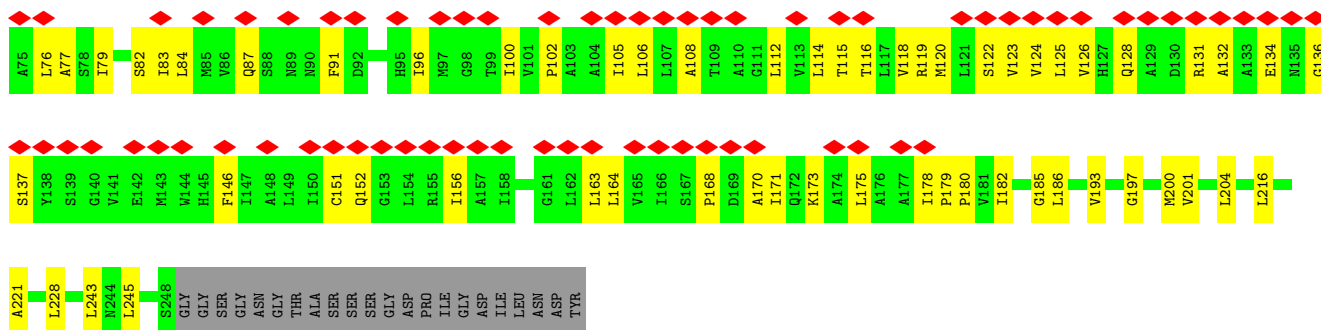 A75 L76 A77 S78 I79 S82 I83 L84 M85 V86 Q87 S88 N89 N90 F91 D92 H95 I96 M97 G98 T99 I100 V101 P102 A103 A104 I105 L106 L107 A108 T109 A110 G111 L112 V113 L114 T115 T116 L117 V118 R119 M120 L121 S122 V123 V124 L125 V126 H127 Q128 A129 D130 R131 A132 A133 E134 N135 G136
S137 Y138 S139 G140 V141 E142 M143 W144 H145 F146 I147 A148 L149 I150 C151 Q152 G153 L154 R155 I156 A157 I158 G161 L162 L163 L164 V165 I166 S167 P168 D169 A170 I171 Q172 K173 A174 L175 A176 A177 I178 P179 P180 V181 I182 G185 L186 V193 G197 M200 V201 L204 L216
A221 L228 L243 N244 L245 S248 GLY GLY SER GLY ASN GLY THR ALA SER SER SER GLY ASP PRO ILE GLY ASP ILE LEU ASN ASP TYR